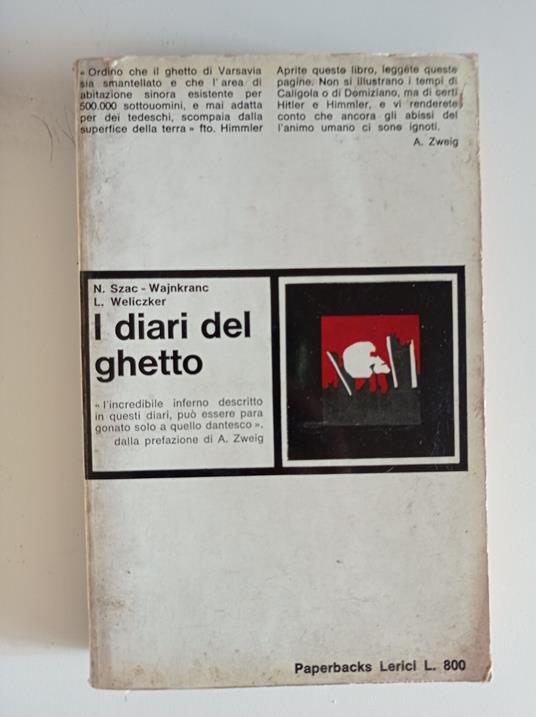 « Ordino che il ghetto di Varsavia
sia smantellato e che l'area di
abitazione sinora esistente per
500.000 sottouomini, e mai adatta
per dei tedeschi, scompaia dalla
superfice della terra » fto. Himmler
Aprite questo libro, leggete queste
pagine. Non si illustrano i tempi di
Caligola o di Domiziano, ma di certi
Hitler e Himmler, e vi renderete
conto che ancora gli abissi del
l'animo umano ci sono ignoti.
A. Zweig
N. Szac - Wajnkranc
L. Weliczker
I diari del
ghetto
« l'incredibile inferno descritto
in questi diari, può essere para
gonato solo a quello dantesco ».
dalla prefazione di A. Zweig
Paperbacks Lerici L. 800